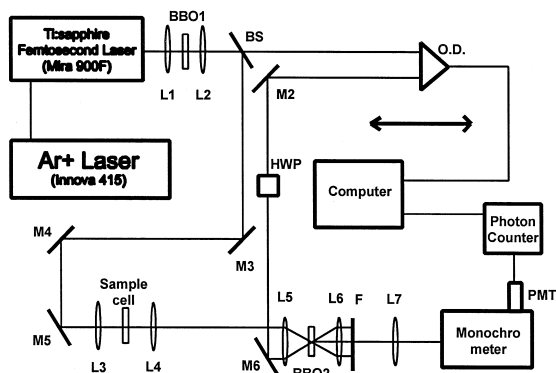 Ti:sapphire
Femtosecond Laser
(Mira 900F)
BBO1
BS
O.D.
L1
L2
M2
Ar+ Laser
(Innova 415)
HWP
Computer
Photon
Counter
M4
M3
Sample
cell
PMT
L5
L6
F
L7
M5
Monochro
meter
L3
L4
M6
BBO2